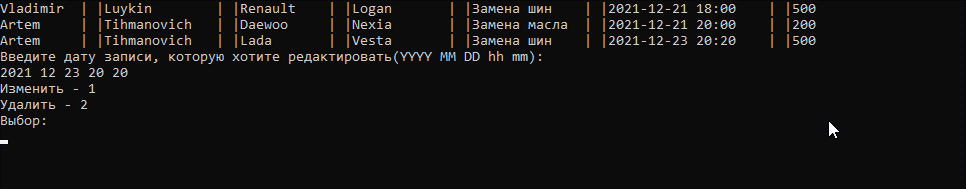 Vladimir | |Luykin | |Renault | |Logan | |Замена шин | |2021-12-21 18:00 | |500
Artem | |Tihmanovich | |Daewoo | |Nexia | |Замена масла | |2021-12-21 20:00 | |200
Artem | |Tihmanovich | |Lada | |Vesta | |Замена шин | |2021-12-23 20:20 | |500
Введите дату записи, которую хотите редактировать(YYYY MM DD hh mm):
2021 12 23 20 20
Изменить - 1
Удалить - 2
Выбор: